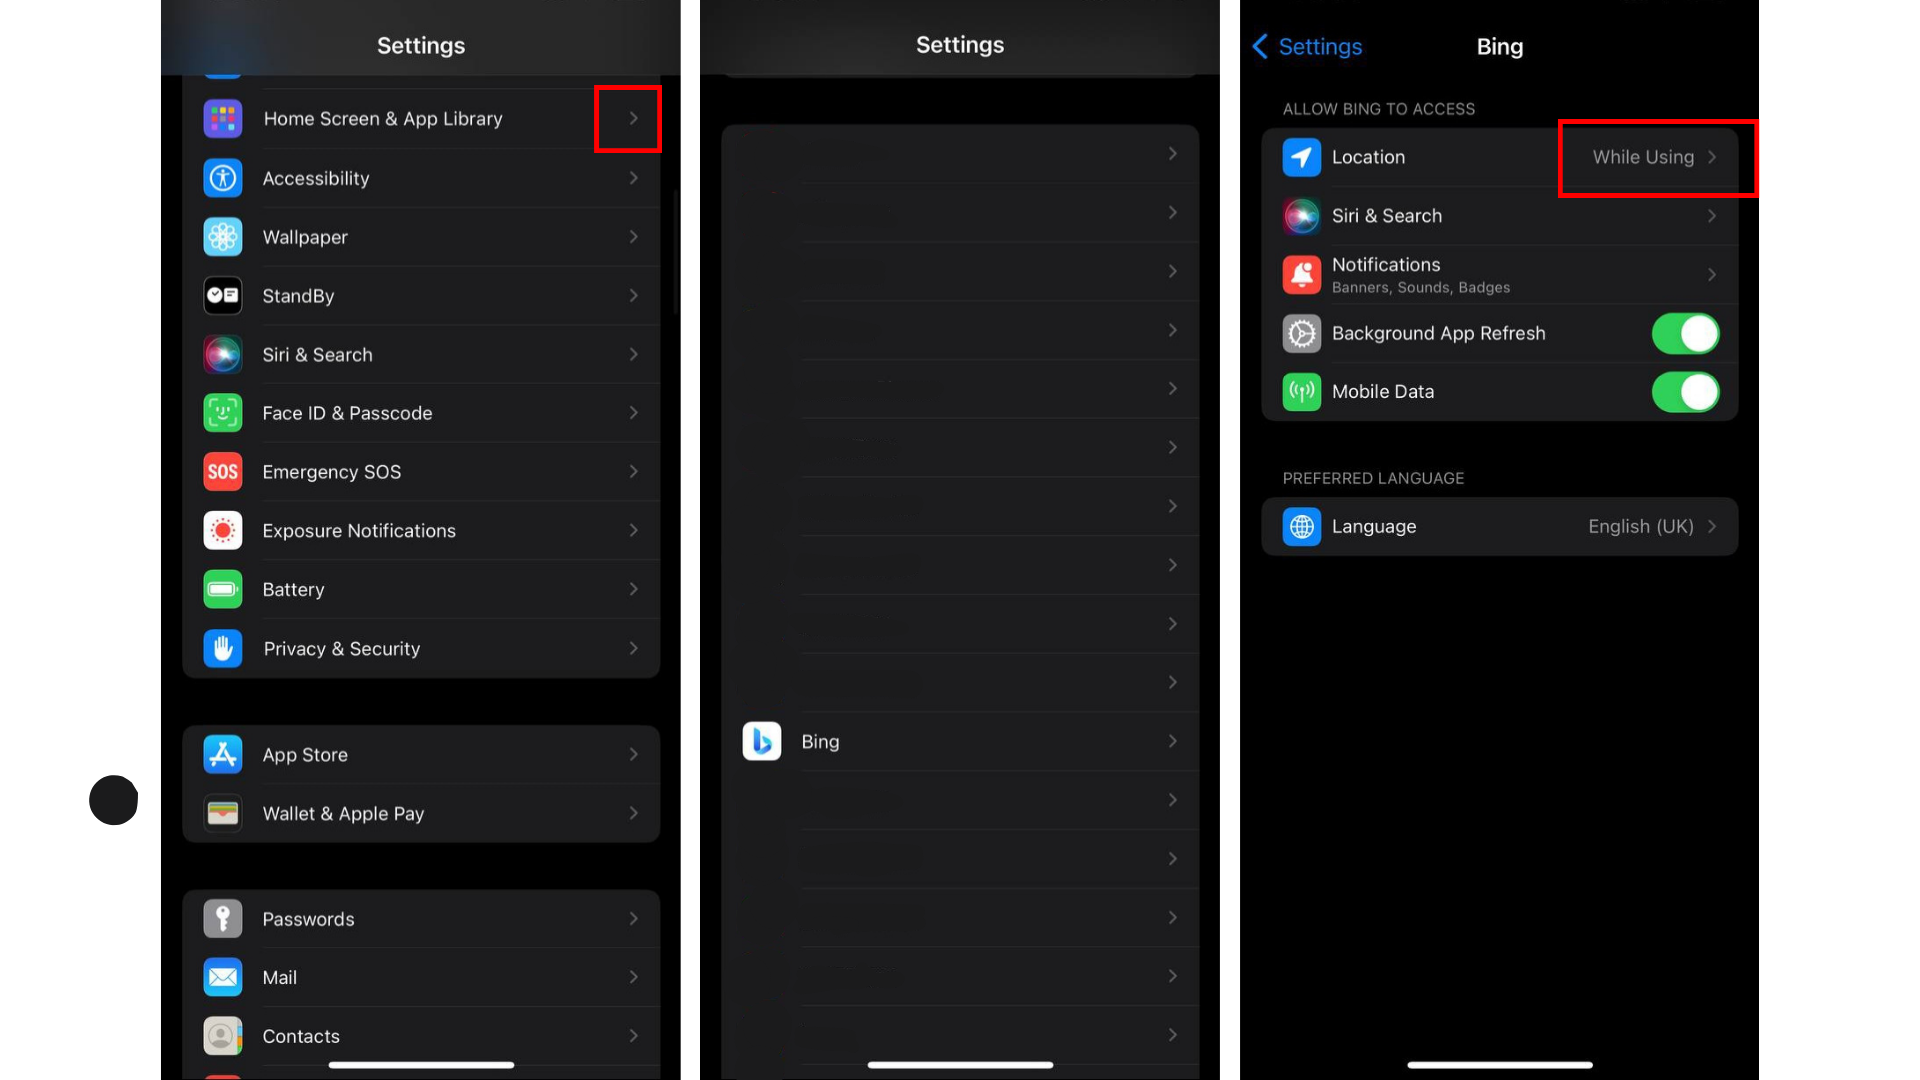 Settings
Home Screen & App Library
Accessibility
Wallpaper
StandBy
Siri & Search
Face ID & Passcode
SOS
Emergency SOS
Exposure Notifications
Battery
Privacy & Security
App Store
Wallet & Apple Pay
Passwords
Mail
Contacts
Settings
Bing
Settings
Bing
ALLOW BING TO ACCESS
Location
While Using
Siri & Search
Notifications
Banners, Sounds, Badges
Background App Refresh
Mobile Data
PREFERRED LANGUAGE
Language
English (UK)